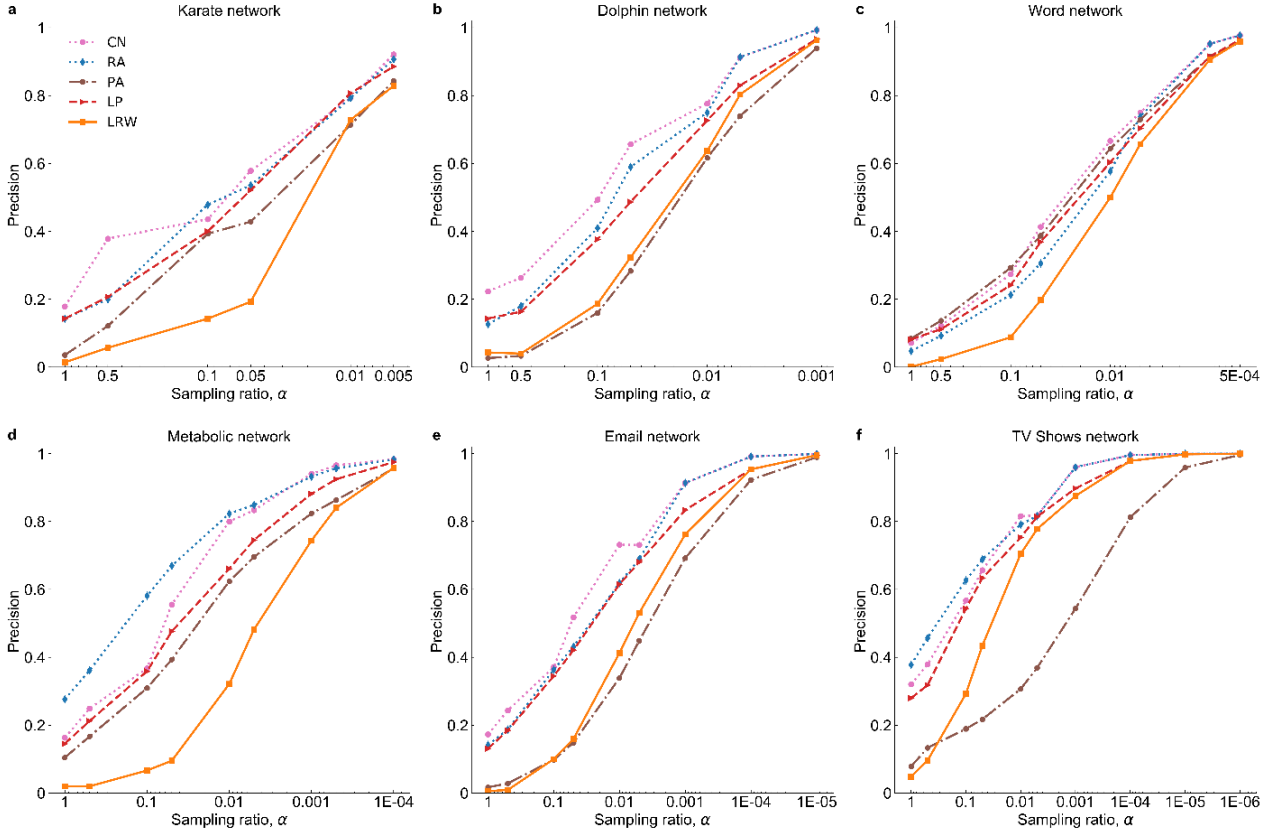 a Karate network
1
0.8
0.6
0.4
0.2
0
Precision
CN
RA
PA
LP
LRW
1 0.5 0.1 0.05 0.01 0.005
Sampling ratio, α
b Dolphin network
1
0.8
0.6
0.4
0.2
0
Precision
1 0.5 0.1 0.01 0.001
Sampling ratio, α
c Word network
1
0.8
0.6
0.4
0.2
0
Precision
1 0.5 0.1 0.01 5E-04
Sampling ratio, α
d Metabolic network
1
0.8
0.6
0.4
0.2
0
Precision
1 0.1 0.01 0.001 1E-04
Sampling ratio, α
e Email network
1
0.8
0.6
0.4
0.2
0
Precision
1 0.1 0.01 0.001 1E-04 1E-05
Sampling ratio, α
f TV Shows network
1
0.8
0.6
0.4
0.2
0
Precision
1 0.1 0.01 0.001 1E-04 1E-05 1E-06
Sampling ratio, α